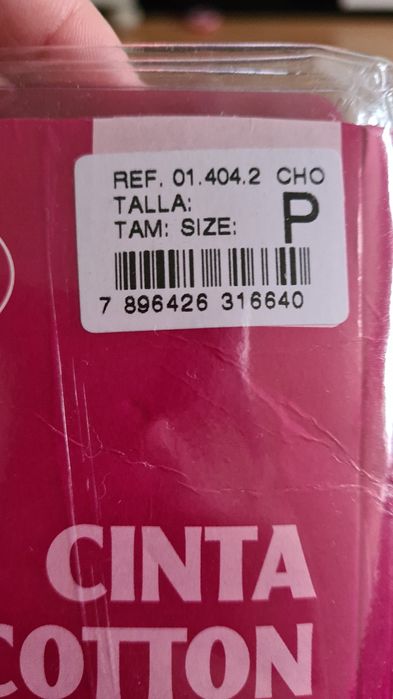 REF. 01.404.2 CHO
TALLA:
TAM: SIZE: P
7 896426 316640
CINTA
COTTON